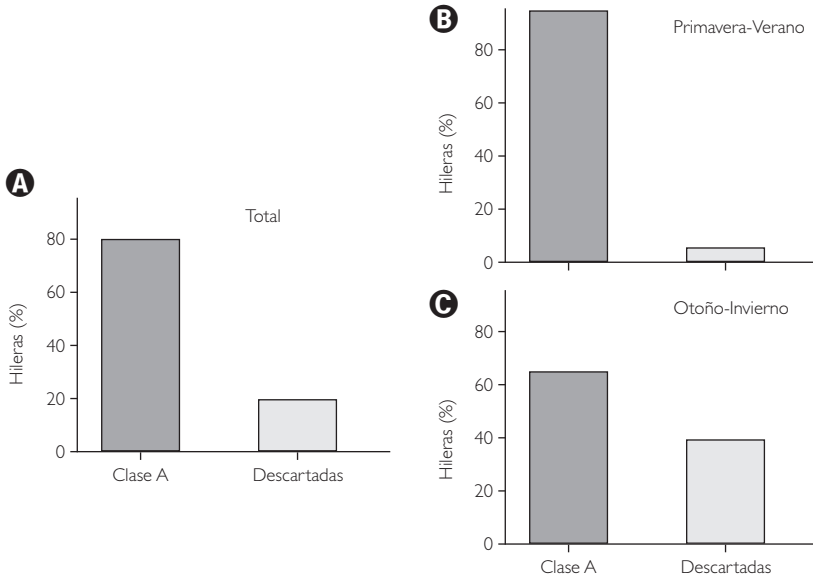 A
Total
Hileras (%)
80
60
40
20
0
Clase A
Descartadas
B
Primavera-Verano
Hileras (%)
80
60
40
20
0
C
Otoño-Invierno
Hileras (%)
80
60
40
20
0
Clase A
Descartadas